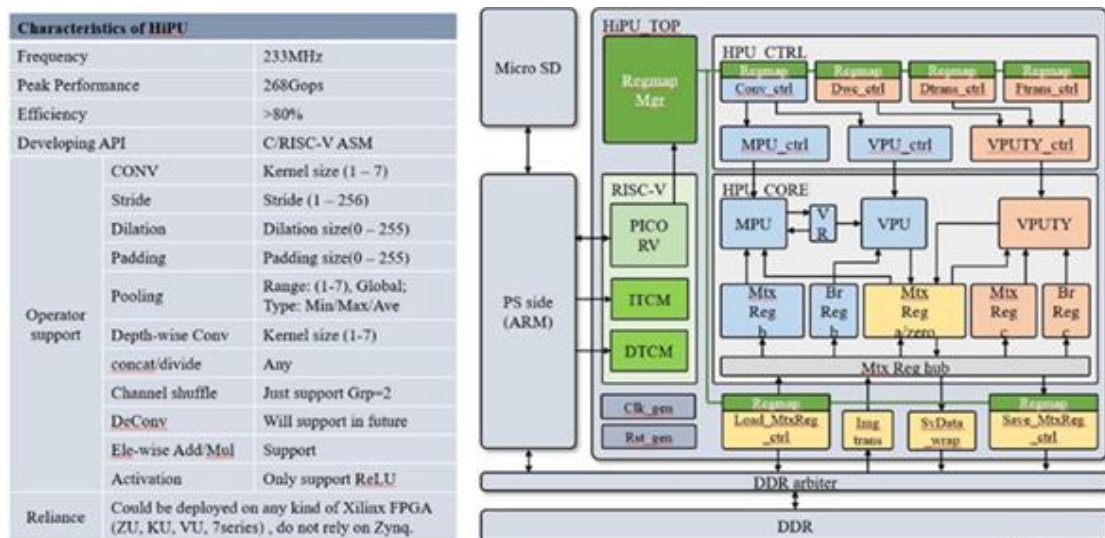 Characteristics of HiPU
Frequency 233MHz
Peak Performance 268Gops
Efficiency >80%
Developing API C/RISC-V ASM
Operator
support
CONV Kernel size (1 – 7)
Stride Stride (1 – 256)
Dilation Dilation size(0 – 255)
Padding Padding size(0 – 255)
Pooling Range: (1-7), Global;
Type: Min/Max/Ave
Depth-wise Conv Kernel size (1-7)
concat/divide Any
Channel shuffle Just support Grp=2
DeConv Will support in future
Ele-wise Add/Mul Support
Activation Only support ReLU
Reliance Could be deployed on any kind of Xilinx FPGA
(ZU, KU, VU, 7series) , do not rely on Zynq.
Micro SD
PS side
(ARM)
HiPU_TOP
Regmap
Mgr
RISC-V
PICO
RV
ITCM
DTCM
Clk_gen
Rst_gen
HPU_CTRL
Regmap Regmap Regmap Regmap
Conv_ctrl Dwc_ctrl Dtrans_ctrl Ftrans_ctrl
MPU_ctrl VPU_ctrl VPUTY_ctrl
HPU_CORE
MPU V
R VPU VPUTY
Mtx
Reg
b
Br
Reg
b
Mtx
Reg
a/zero
Mtx
Reg
c
Br
Reg
c
Mtx Reg hub
Regmap
Load_MtxReg
_ctrl
Img
trans
SvData
_wrap
Regmap
Save_MtxReg
_ctrl
DDR arbiter
DDR